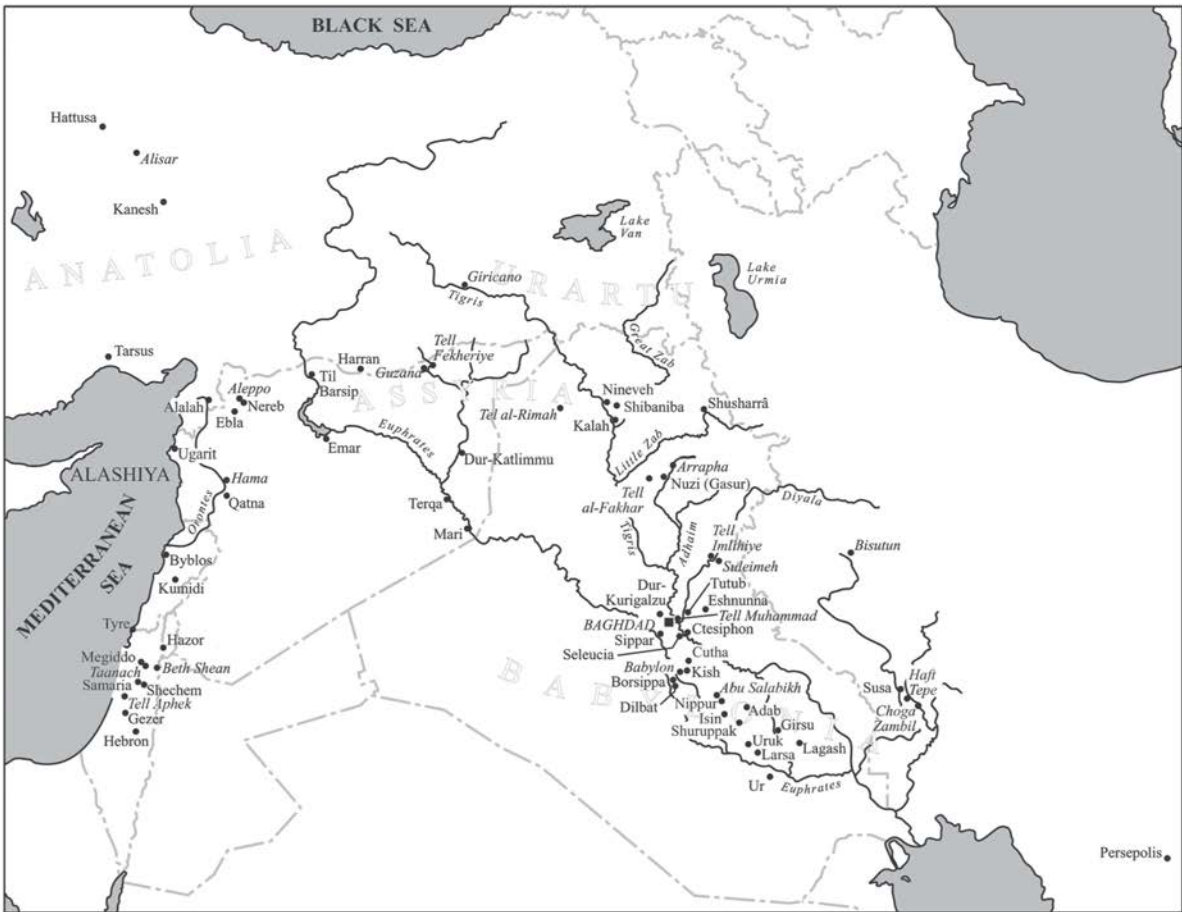 BLACK SEA
Hattusa
Alisar
Kanesh
ANATOLIA
Lake
Van
Lake
Urmia
URARTU
Giricano
Tigris
Great Zab
Tarsus
Harran
Tell
Fekheriye
Guzana
Til
Barsip
ASSYRIA
Aleppo
Nereb
Alalah
Ebla
Nineveh
Shibaniba
Tel al-Rimah
Kalah
Shusharrâ
Ugarit
Emar
Euphrates
Dur-Katlimmu
Little Zab
ALASHIYA
Hama
Qatna
Orontes
Arrapha
Nuzi (Gasur)
Tell
al-Fakhar
Diyala
Terqa
Mari
Tigris
Adhaim
Tell
Imlihiye
Suleimeh
Bisutun
MEDITERRANEAN
SEA
Byblos
Kumidi
Dur-
Kurigalzu
Tutub
Eshnunna
Tell Muhammad
BAGHDAD
Ctesiphon
Sippar
Seleucia
Tyre
Hazor
Megiddo
Taanach
Beth Shean
Samaria
Shechem
Tell Aphek
Gezer
Hebron
Cutha
Babylon
Kish
Borsippa
Dilbat
BABYLONIA
Abu Salabikh
Nippur
Adab
Isin
Girsu
Shuruppak
Uruk
Lagash
Larsa
Ur
Euphrates
Susa
Haft
Tepe
Choga
Zambil
Persepolis